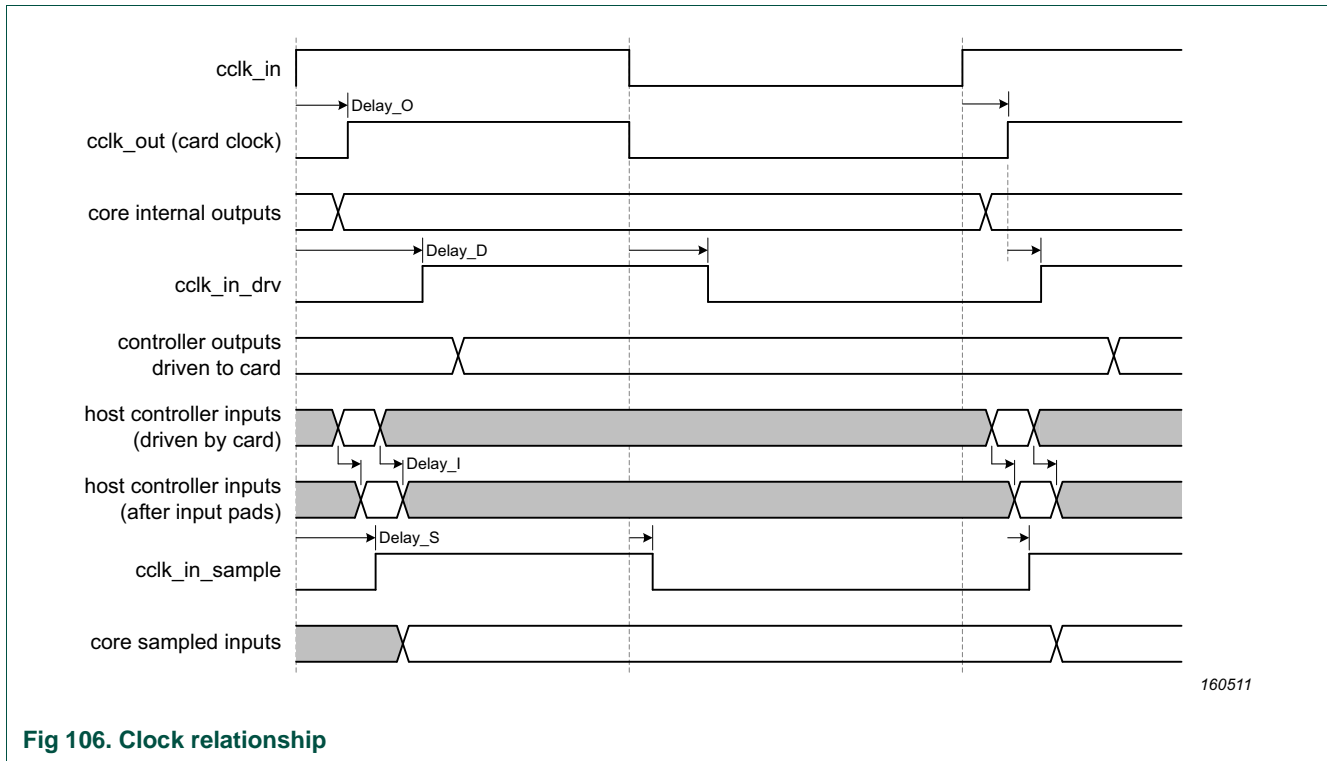 cclk_in
Delay_O
cclk_out (card clock)
core internal outputs
Delay_D
cclk_in_drv
controller outputs
driven to card
host controller inputs
(driven by card)
Delay_I
host controller inputs
(after input pads)
Delay_S
cclk_in_sample
core sampled inputs
160511
Fig 106. Clock relationship